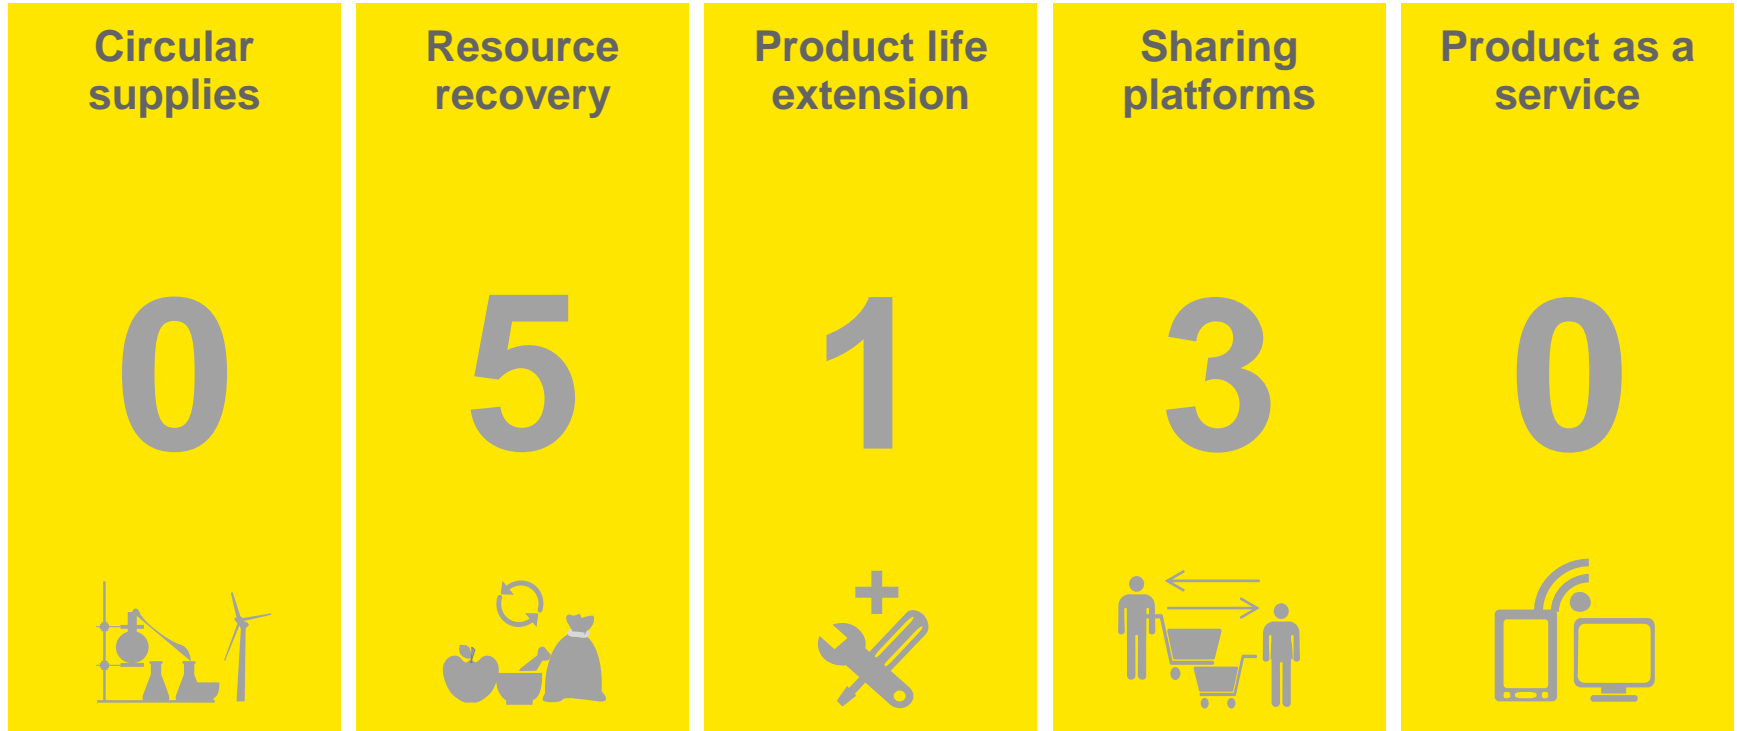 Circular
supplies
0
Resource
recovery
5
Product life
extension
1
Sharing
platforms
3
Product as a
service
0